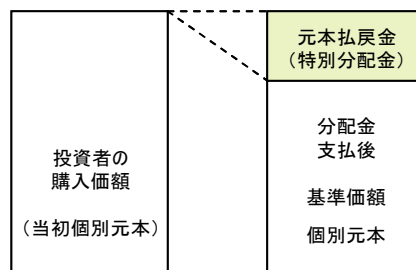 投資者の
購入価額
（当初個別元本）
元本払戻金
（特別分配金）
分配金
支払後
基準価額
個別元本